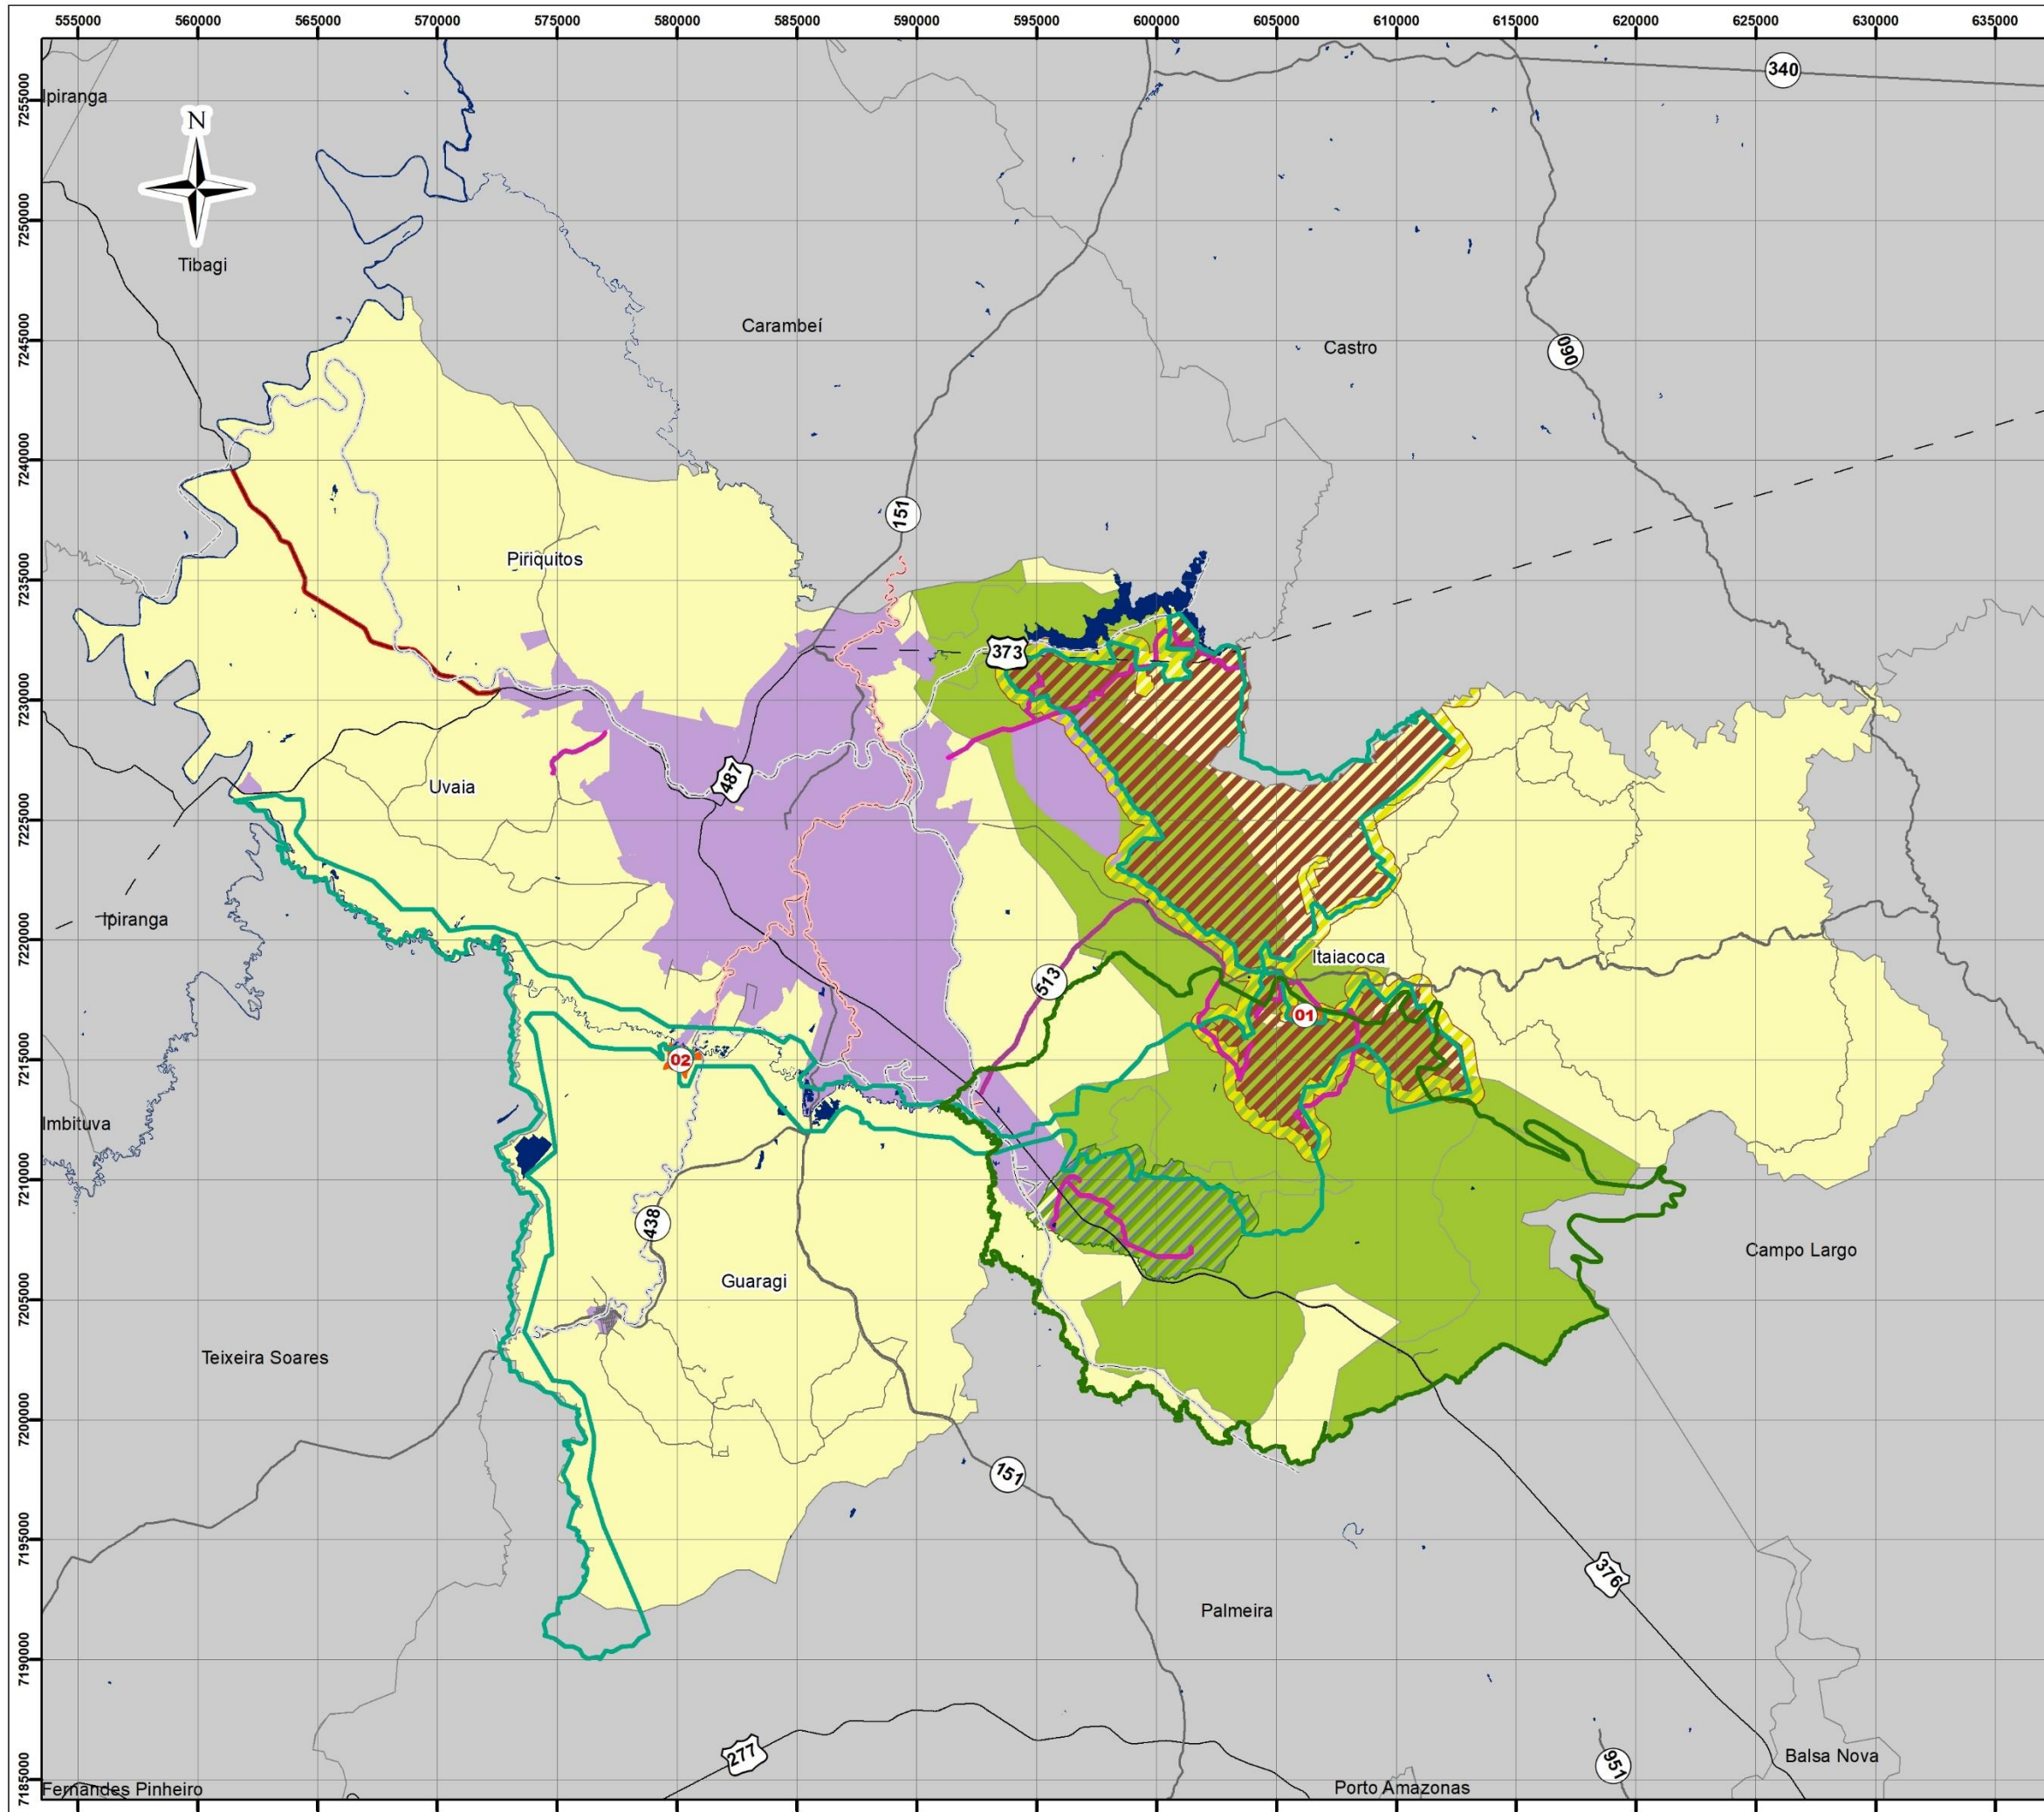 555000 560000 565000 570000 575000 580000 585000 590000 595000 600000 605000 610000 615000 620000 625000 630000 635000
340
7255000
Ipiranga
N
7250000
Tibagi
7245000
Carambeí
Castro
060
7240000
151
7235000
Piriquitos
373
7230000
Uvaia
487
7225000
Ipiranga
7220000
Itaiacoca
513
01
7215000
02
Imbituva
7210000
438
Campo Largo
Guaragi
7205000
Teixeira Soares
7200000
151
7195000
376
Palmeira
7190000
277
Balsa Nova
951
7185000
Fernandes Pinheiro
Porto Amazonas